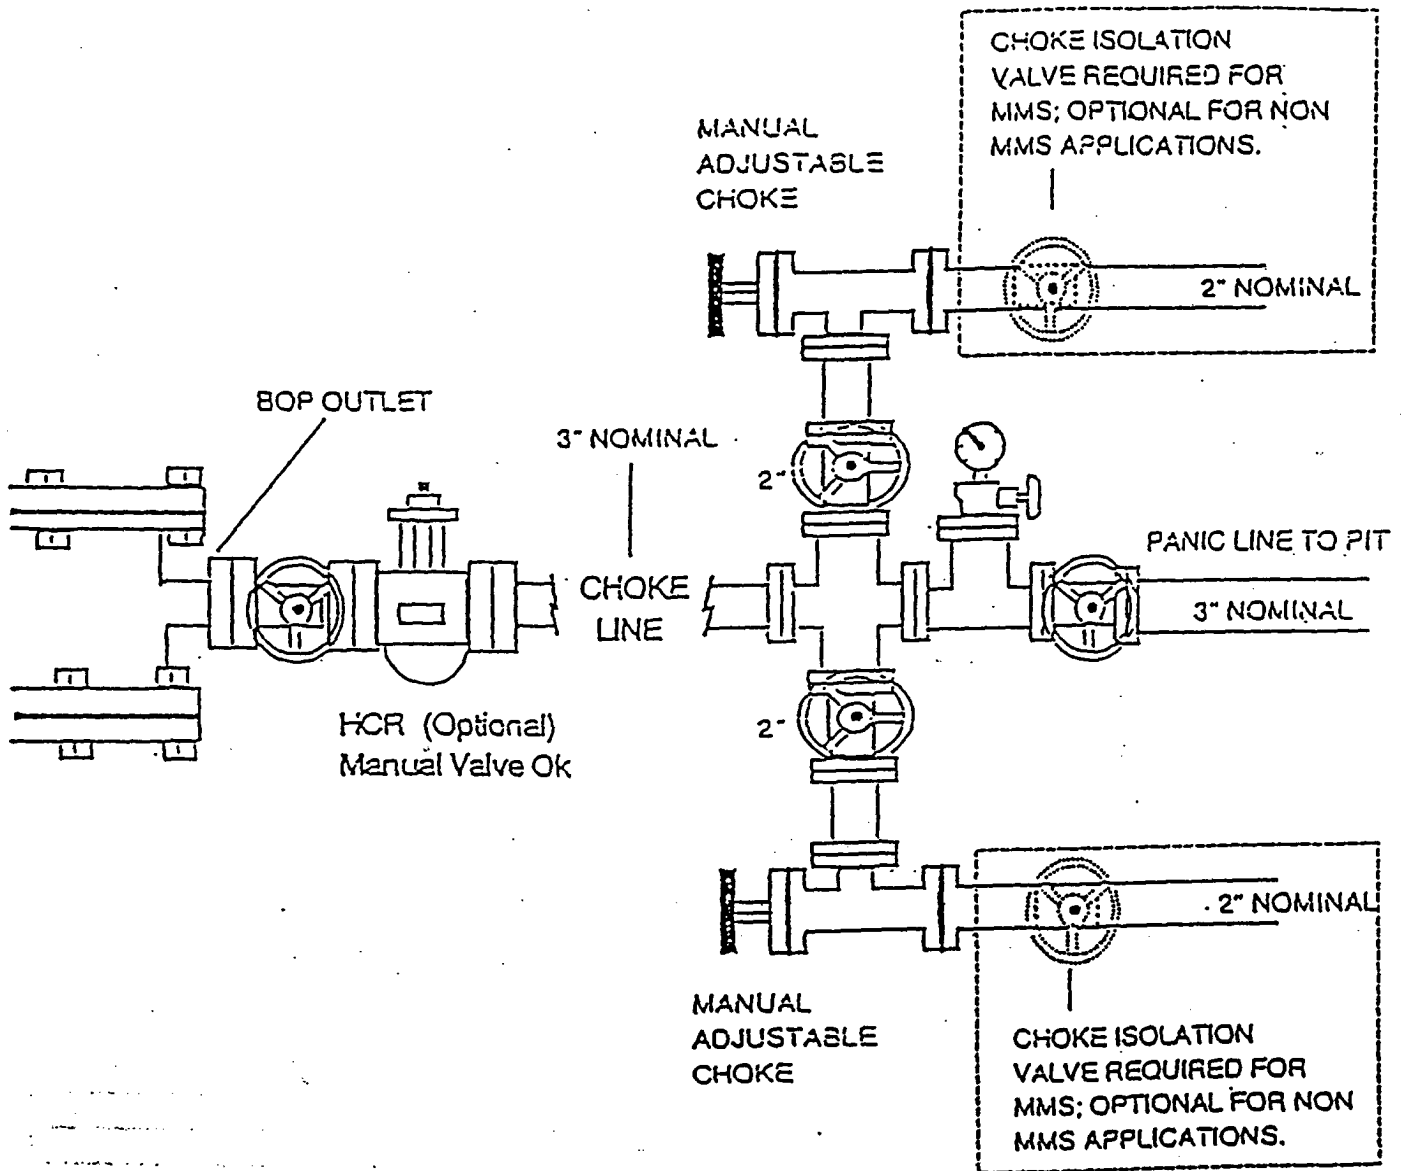 CHOKE ISOLATION
VALVE REQUIRED FOR
MMS; OPTIONAL FOR NON
MMS APPLICATIONS.
MANUAL
ADJUSTABLE
CHOKE
2" NOMINAL
BOP OUTLET
3" NOMINAL
2"
PANIC LINE TO PIT
CHOKE
LINE
3" NOMINAL
HCR (Optional)
Manual Valve Ok
2"
2" NOMINAL
MANUAL
ADJUSTABLE
CHOKE
CHOKE ISOLATION
VALVE REQUIRED FOR
MMS; OPTIONAL FOR NON
MMS APPLICATIONS.